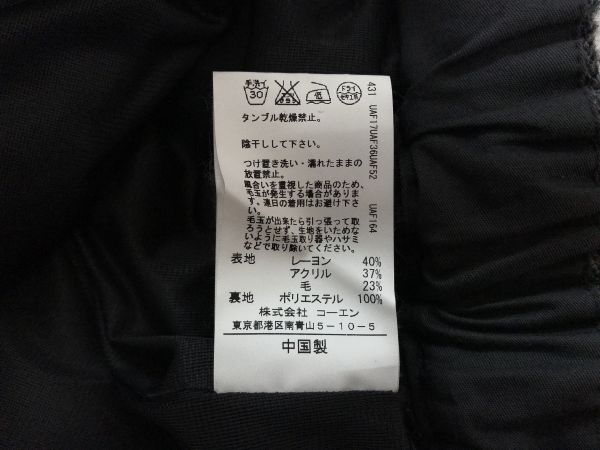 手洗イ
30
低
ドライ
セキユ系
タンブル乾燥禁止。
陰干しして下さい。
つけ置き洗い・濡れたままの
放置禁止。
風合いを重視した商品のため、
毛玉が発生する場合がありま
す。連日の着用はお避け下さ
い。
毛玉が出来たら引っ張って取
ろうとせず、生地をいためな
いように毛玉取り器やハサミ
などで取り除いてください。
表地 レーヨン 40%
アクリル 37%
毛 23%
裏地 ポリエステル 100%
株式会社 コーエン
東京都港区南青山5-10-5
中国製
431 UAF17UAF36UAF52 UAF164